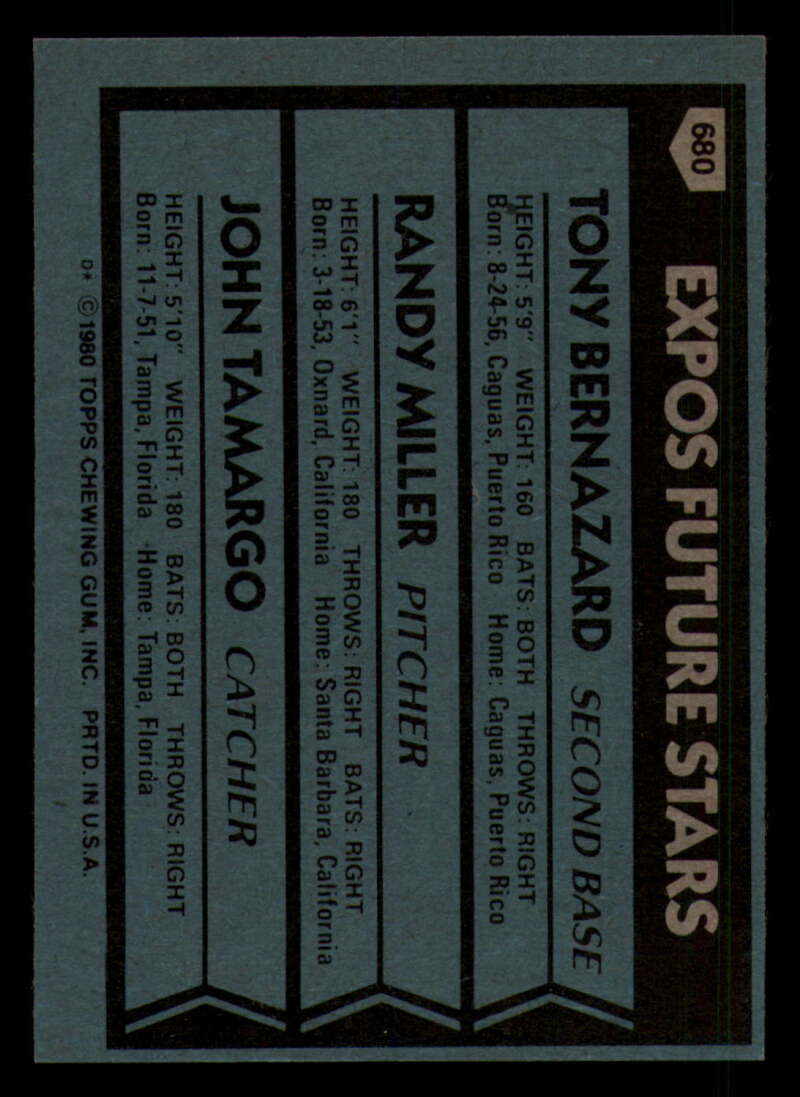 680
EXPOS FUTURE STARS
TONY BERNAZARD SECOND BASE
HEIGHT: 5'9" WEIGHT: 160 BATS: BOTH THROWS: RIGHT
Born: 8-24-56, Caguas, Puerto Rico Home: Caguas, Puerto Rico
RANDY MILLER PITCHER
HEIGHT: 6'1" WEIGHT: 180 THROWS: RIGHT BATS: RIGHT
Born: 3-18-53, Oxnard, California Home: Santa Barbara, California
JOHN TAMARGO CATCHER
HEIGHT: 5'10" WEIGHT: 180 BATS: BOTH THROWS: RIGHT
Born: 11-7-51, Tampa, Florida Home: Tampa, Florida
D* © 1980 TOPPS CHEWING GUM, INC. PRTD. IN U.S.A.